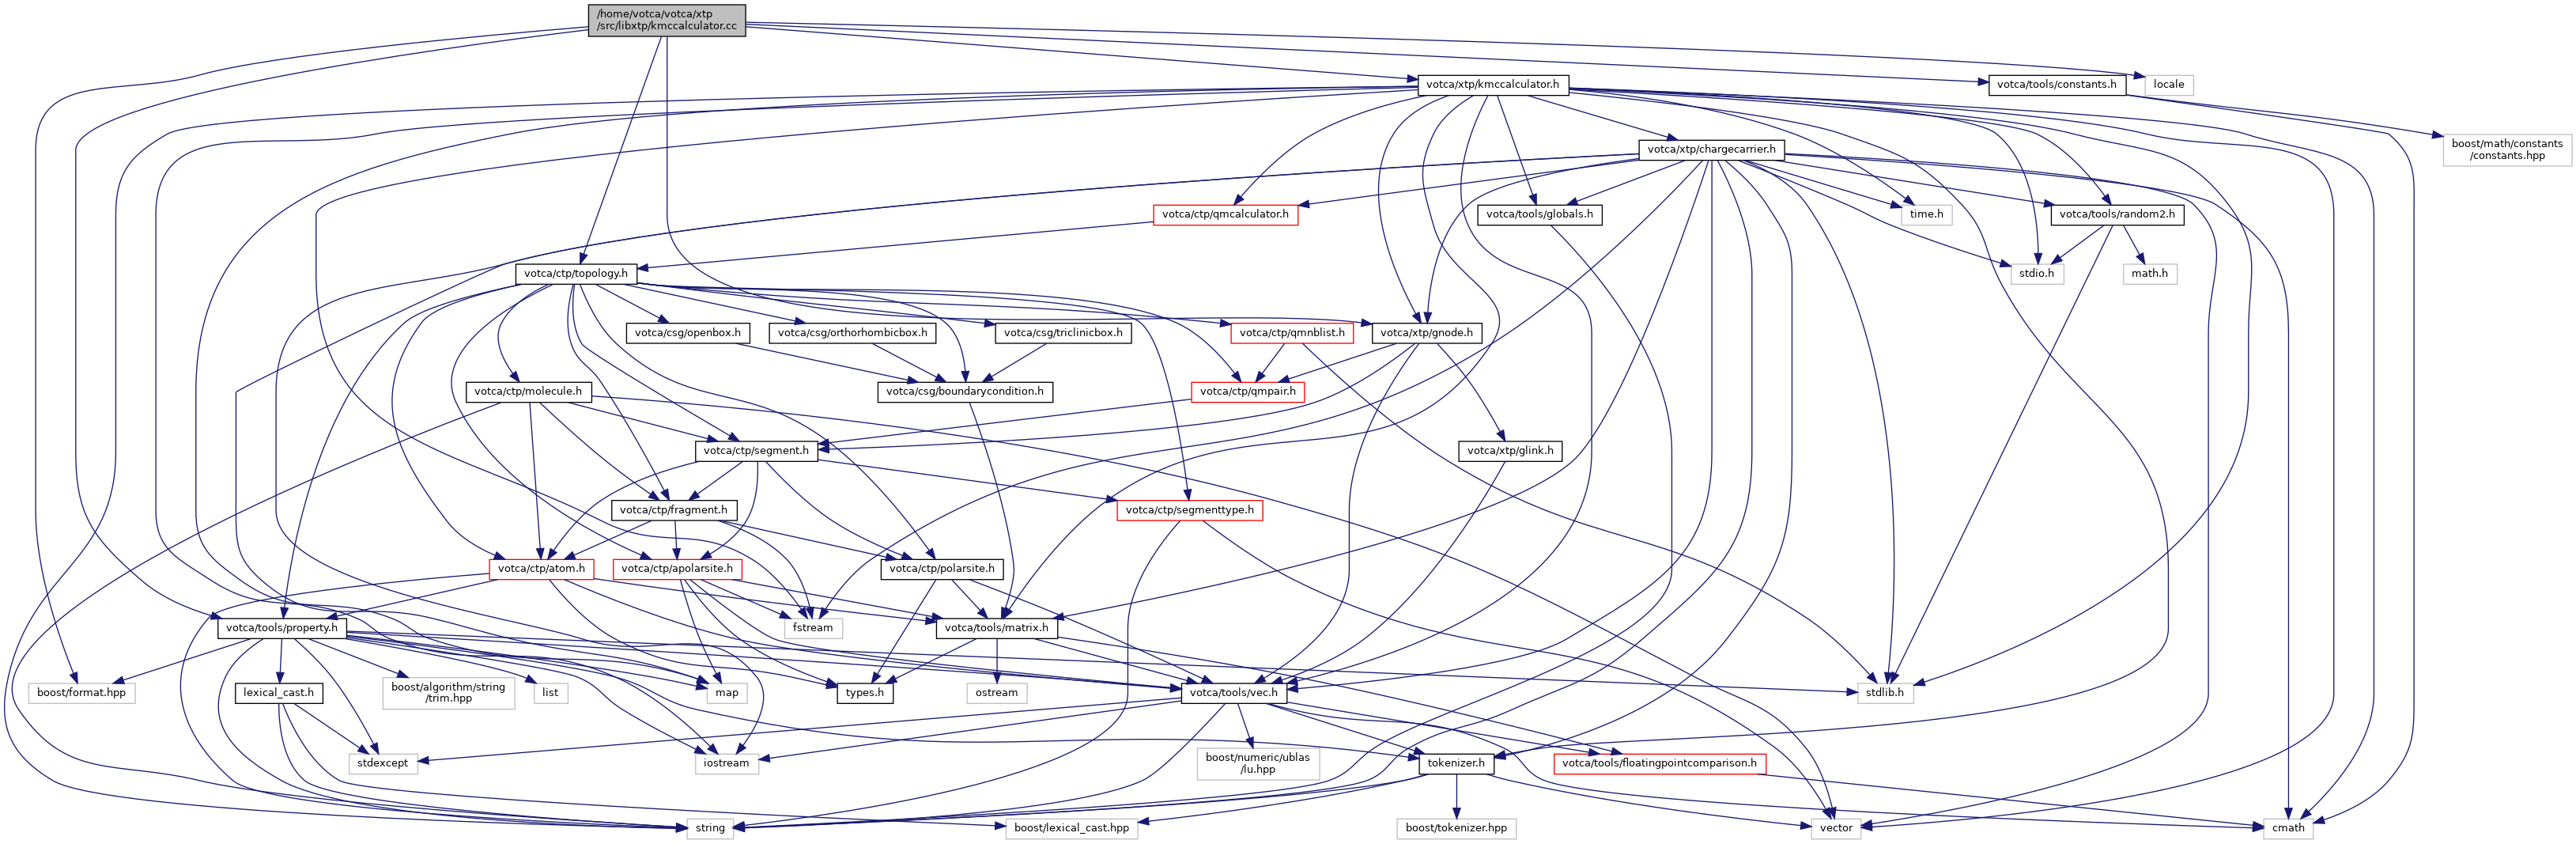 /home/votca/votca/xtp
/src/libxtp/kmccalculator.cc
votca/xtp/kmccalculator.h
votca/tools/constants.h
locale
votca/xtp/chargecarrier.h
boost/math/constants
/constants.hpp
votca/ctp/qmcalculator.h
votca/tools/globals.h
time.h
votca/tools/random2.h
votca/ctp/topology.h
stdio.h
math.h
votca/csg/openbox.h
votca/csg/orthorhombicbox.h
votca/csg/triclinicbox.h
votca/ctp/qmnblist.h
votca/xtp/gnode.h
votca/ctp/molecule.h
votca/csg/boundarycondition.h
votca/ctp/qmpair.h
votca/ctp/segment.h
votca/xtp/glink.h
votca/ctp/fragment.h
votca/ctp/segmenttype.h
votca/ctp/atom.h
votca/ctp/apolarsite.h
votca/ctp/polarsite.h
votca/tools/property.h
fstream
votca/tools/matrix.h
boost/format.hpp
lexical_cast.h
boost/algorithm/string
/trim.hpp
list
map
types.h
ostream
votca/tools/vec.h
stdlib.h
stdexcept
iostream
boost/numeric/ublas
/lu.hpp
tokenizer.h
votca/tools/floatingpointcomparison.h
string
boost/lexical_cast.hpp
boost/tokenizer.hpp
vector
cmath